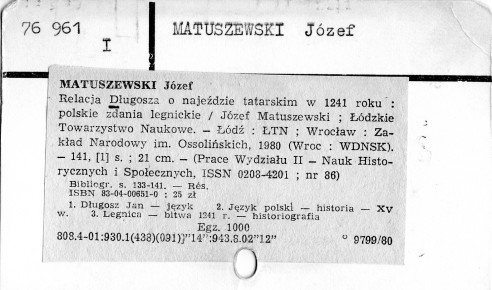 76 961
I
MATUSZEWSKI Józef
MATUSZEWSKI Józef
Relacja Długosza o najeździe tatarskim w 1241 roku :
polskie zdania legnickie / Józef Matuszewski ; Łódzkie
Towarzystwo Naukowe. — Łódź : ŁTN ; Wrocław : Za-
kład Narodowy im. Ossolińskich, 1980 (Wroc : WDNSK).
— 141, [1] s. ; 21 cm. — (Prace Wydziału II — Nauk Histo-
rycznych i Społecznych, ISSN 0208-4201 ; nr 86)
Bibliogr. s. 133-141. — Rés.
ISBN 83-04-00651-0 : 25 zł
1. Długosz Jan — język 2. Język polski — historia — XV
w. 3. Legnica — bitwa 1241 r. — historiografia
Egz. 1000
808.4-01:930.1(438)(091)"14":943.8.02"12" ° 9799/80